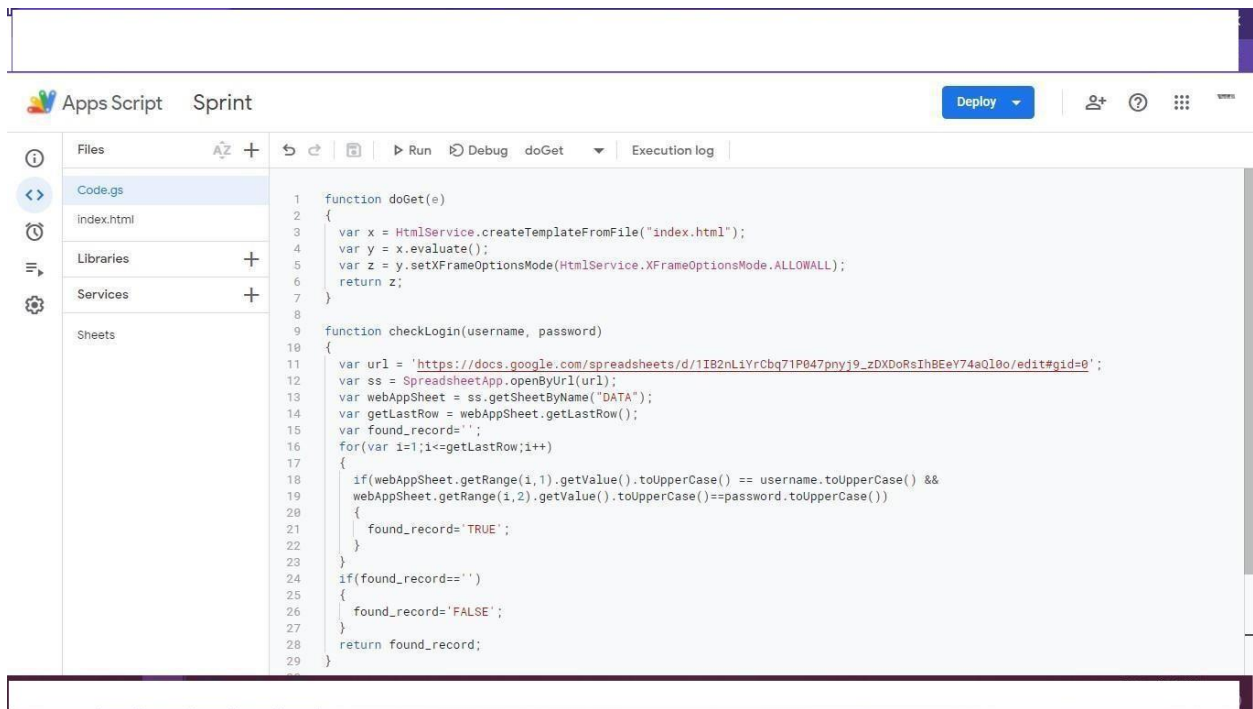 Apps Script Sprint Deploy
Files AZ Run Debug doGet Execution log
Code.gs
index.html
Libraries
Services
Sheets
1 function doGet(e)
2 {
3 var x = HtmlService.createTemplateFromFile("index.html");
4 var y = x.evaluate();
5 var z = y.setXFrameOptionsMode(HtmlService.XFrameOptionsMode.ALLOWALL);
6 return z;
7 }
8
9 function checkLogin(username, password)
10 {
11 var url = 'https://docs.google.com/spreadsheets/d/1IB2nLiYrCbq71P047pnyj9_zDXDoRsIhBEeY74aQl0o/edit#gid=0';
12 var ss = SpreadsheetApp.openByUrl(url);
13 var webAppSheet = ss.getSheetByName("DATA");
14 var getLastRow = webAppSheet.getLastRow();
15 var found_record='';
16 for(var i=1;i<=getLastRow;i++)
17 {
18 if(webAppSheet.getRange(i,1).getValue().toUpperCase() == username.toUpperCase() &&
19 webAppSheet.getRange(i,2).getValue().toUpperCase()==password.toUpperCase())
20 {
21 found_record='TRUE';
22 }
23 }
24 if(found_record=='')
25 {
26 found_record='FALSE';
27 }
28 return found_record;
29 }